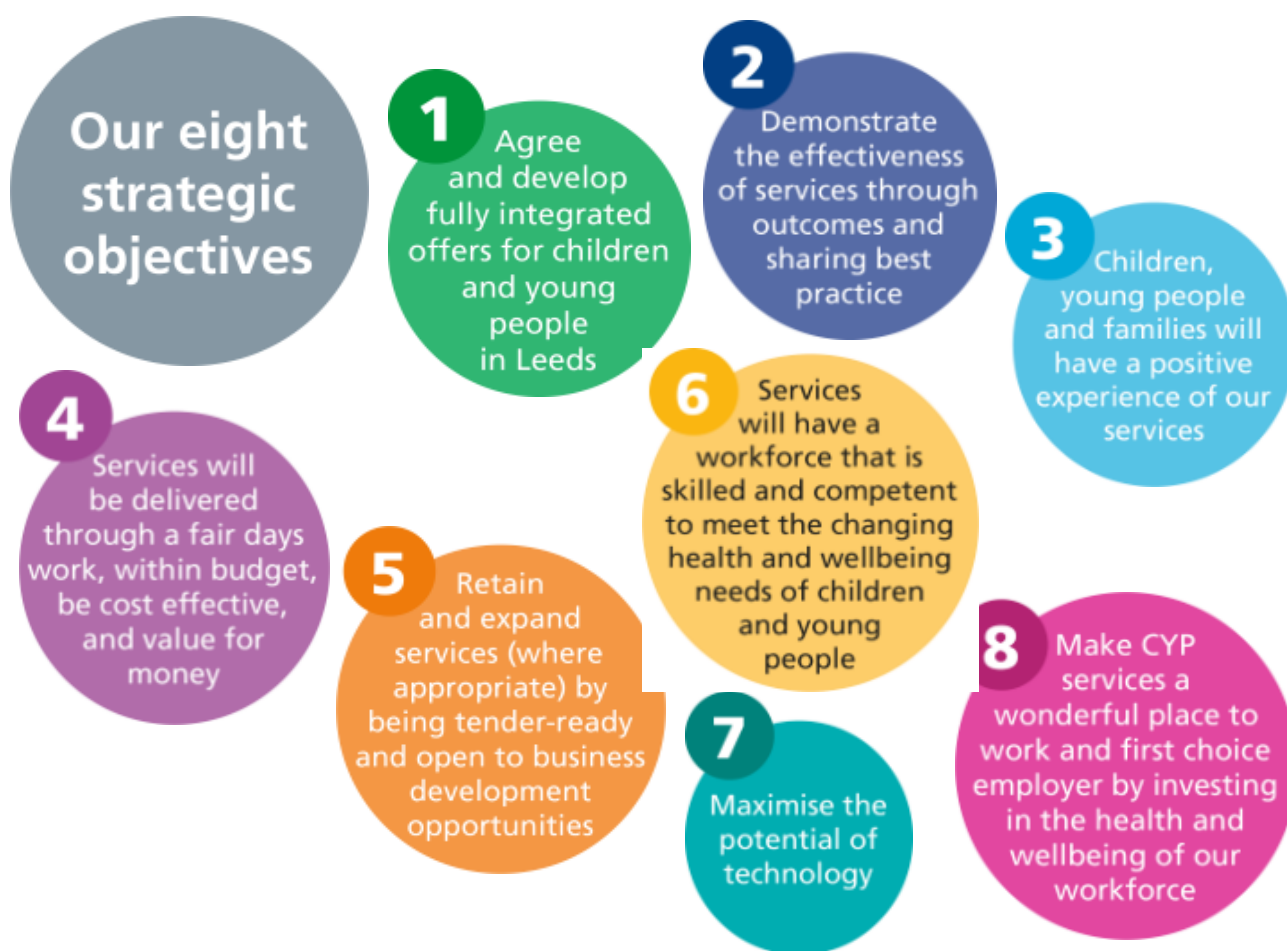 Our eight
strategic
objectives
1
Agree
and develop
fully integrated
offers for children
and young
people
in Leeds
2
Demonstrate
the effectiveness
of services through
outcomes and
sharing best
practice
3
Children,
young people
and families will
have a positive
experience of our
services
4
Services will
be delivered
through a fair days
work, within budget,
be cost effective,
and value for
money
5
Retain
and expand
services (where
appropriate) by
being tender-ready
and open to business
development
opportunities
6
Services
will have a
workforce that is
skilled and competent
to meet the changing
health and wellbeing
needs of children
and young
people
7
Maximise the
potential of
technology
8
Make CYP
services a
wonderful place to
work and first choice
employer by investing
in the health and
wellbeing of our
workforce